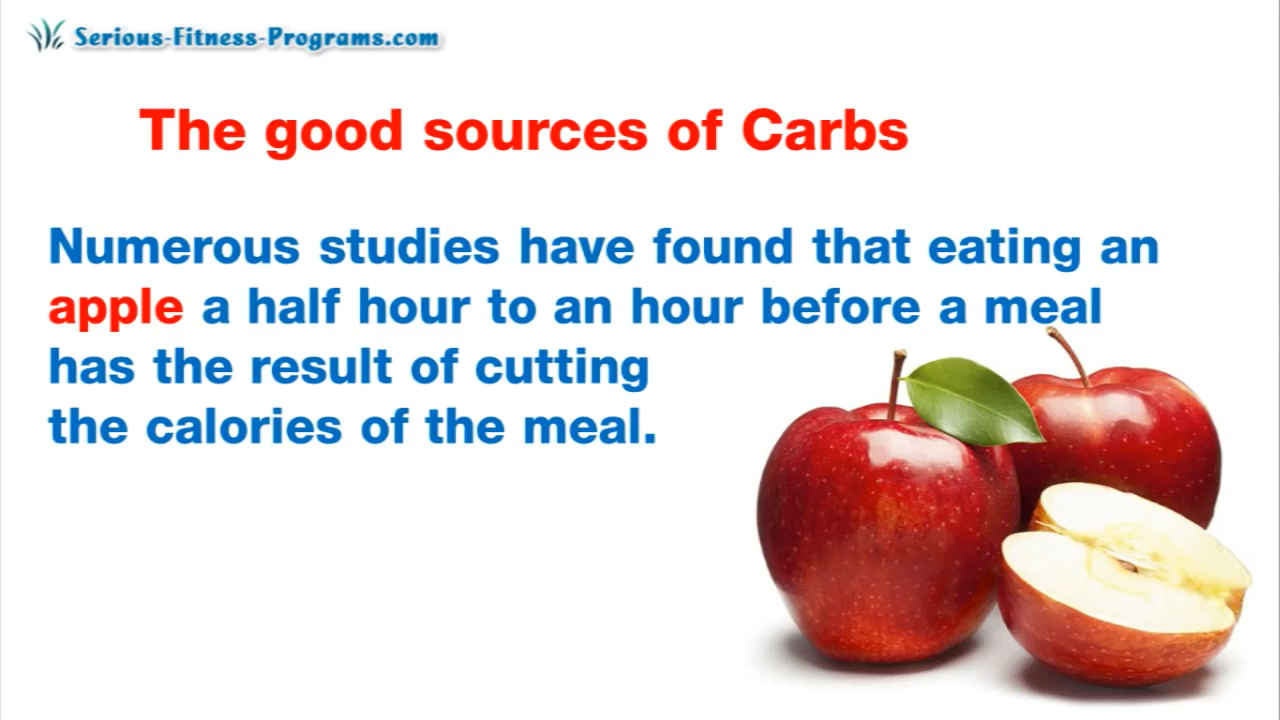 Serious-Fitness-Programs.com
The good sources of Carbs
Numerous studies have found that eating an
apple a half hour to an hour before a meal
has the result of cutting
the calories of the meal.